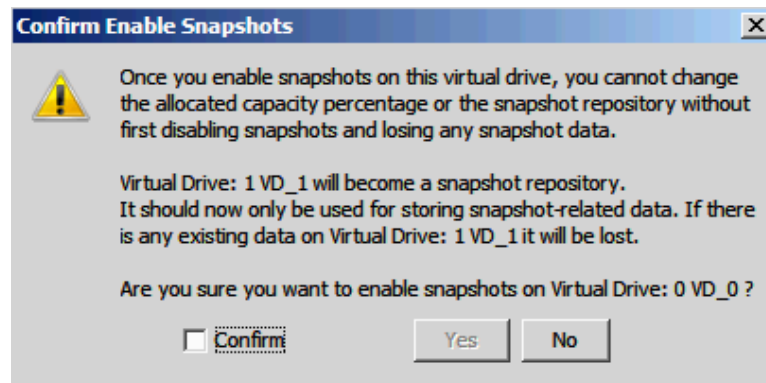 Confirm Enable Snapshots
Once you enable snapshots on this virtual drive, you cannot change
the allocated capacity percentage or the snapshot repository without
first disabling snapshots and losing any snapshot data.
Virtual Drive: 1 VD_1 will become a snapshot repository.
It should now only be used for storing snapshot-related data. If there
is any existing data on Virtual Drive: 1 VD_1 it will be lost.
Are you sure you want to enable snapshots on Virtual Drive: 0 VD_0 ?
Confirm Yes No